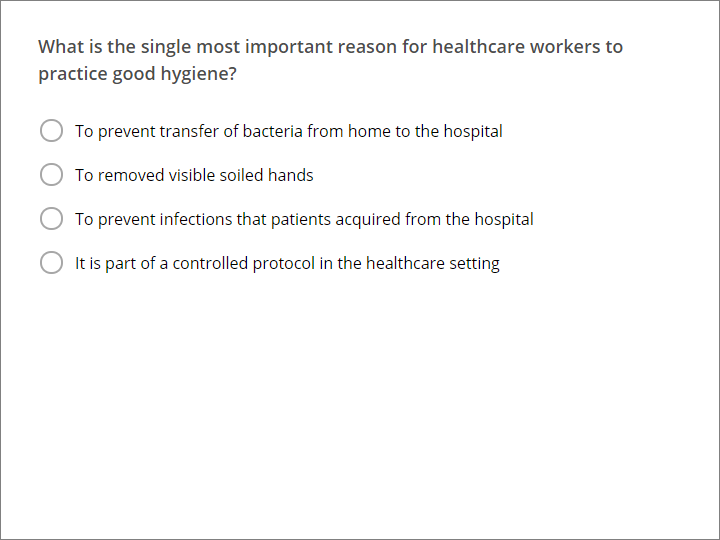 What is the single most important reason for healthcare workers to
practice good hygiene?
To prevent transfer of bacteria from home to the hospital
To removed visible soiled hands
To prevent infections that patients acquired from the hospital
It is part of a controlled protocol in the healthcare setting